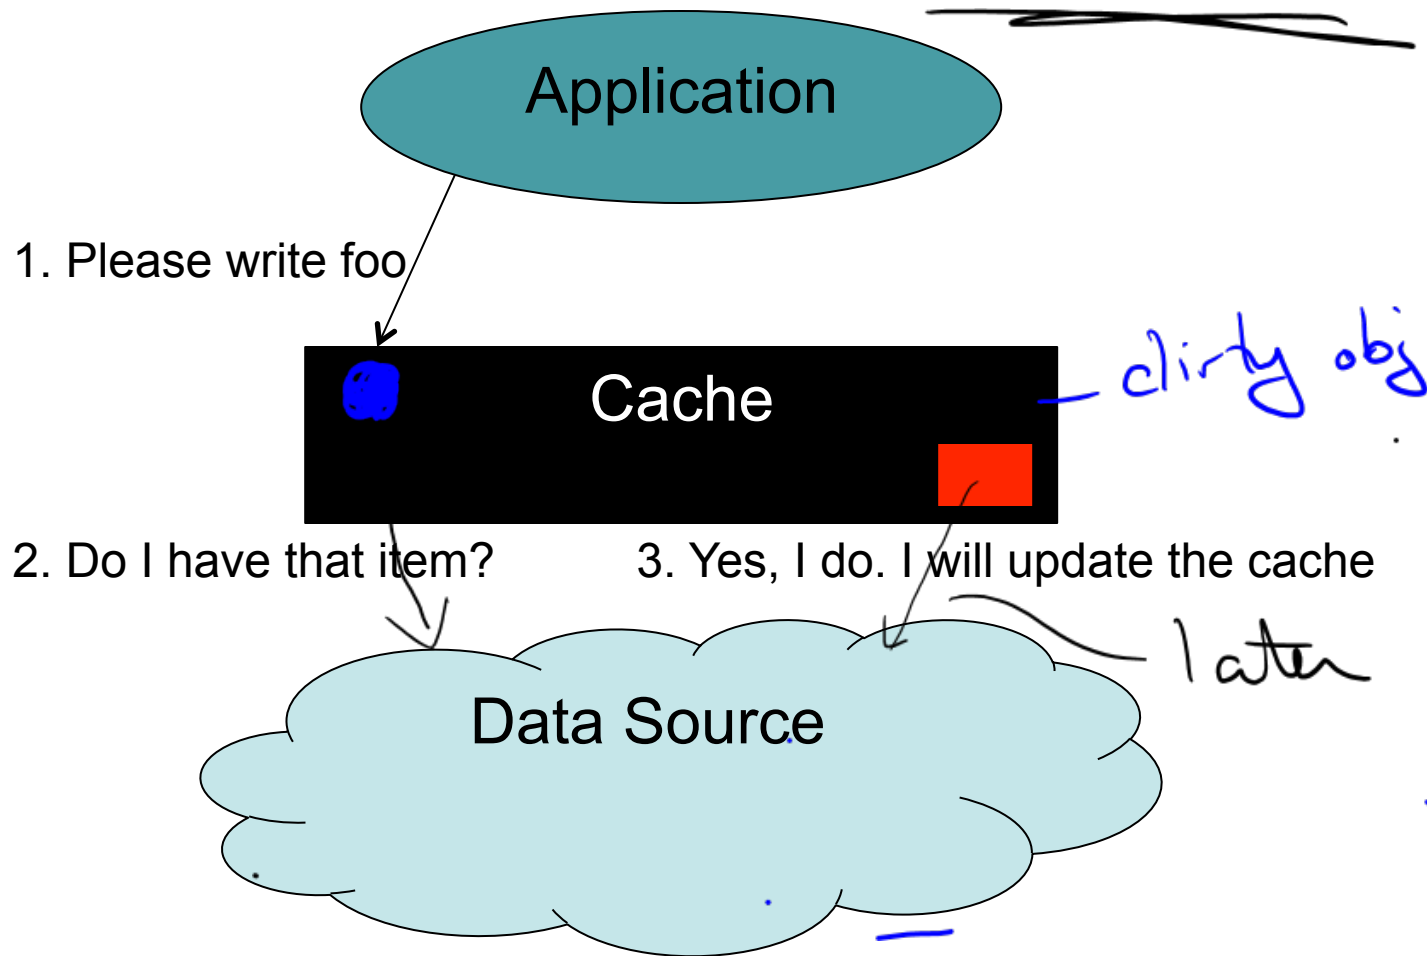 Application
1. Please write foo
Cache
dirty obj
2. Do I have that item?
3. Yes, I do. I will update the cache
later
Data Source